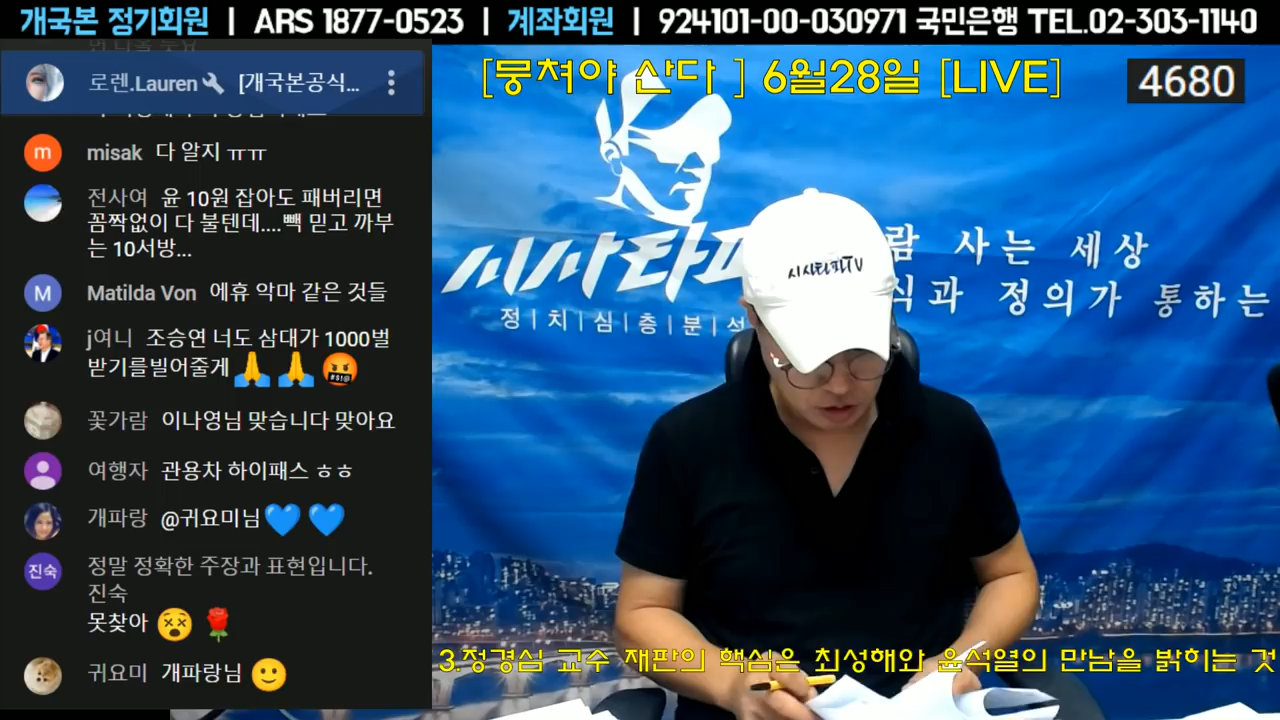 개국본 정기회원 | ARS 1877-0523 | 계좌회원 | 924101-00-030971 국민은행 TEL.02-303-1140
로렌.Lauren [개국본공식...
misak 다 알지 ㅠㅠ
전사여 윤 10원 잡아도 패버리면
꼼짝없이 다 불텐데....빽 믿고 까부
는 10서방...
M Matilda Von 에휴 악마 같은 것들
j여니 조승연 너도 삼대가 1000벌
받기를빌어줄게🙏🙏🤬
꽃가람 이나영님 맞습니다 맞아요
여행자 관용차 하이패스 ㅎㅎ
개파랑 @귀요미님💙💙
진숙 정말 정확한 주장과 표현입니다.
진숙
못찾아 😵🌹
귀요미 개파랑님 🙂
[뭉쳐야 산다 ] 6월28일 [LIVE]
4680
시사타파
정|치|심|층|분|석
람 사는 세상
식과 정의가 통하는
시사타파TV
3.정경심 교수 재판의 핵심은 최성해와 윤석열의 만남을 밝히는 것